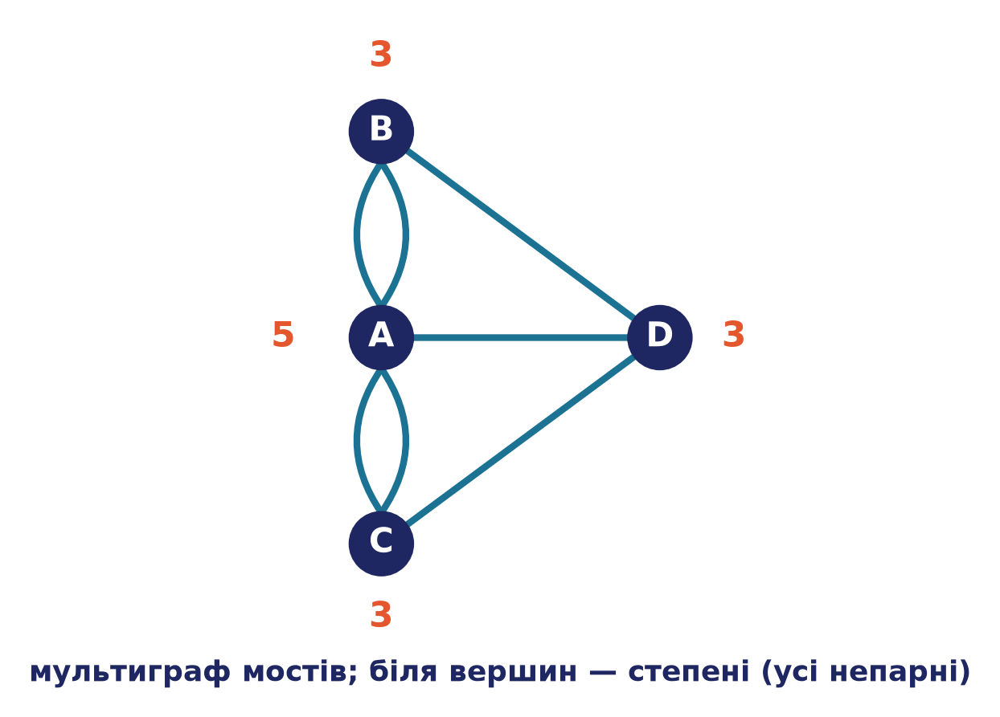 3
B
5 A D 3
C
3
мультиграф мостів; біля вершин — степені (усі непарні)